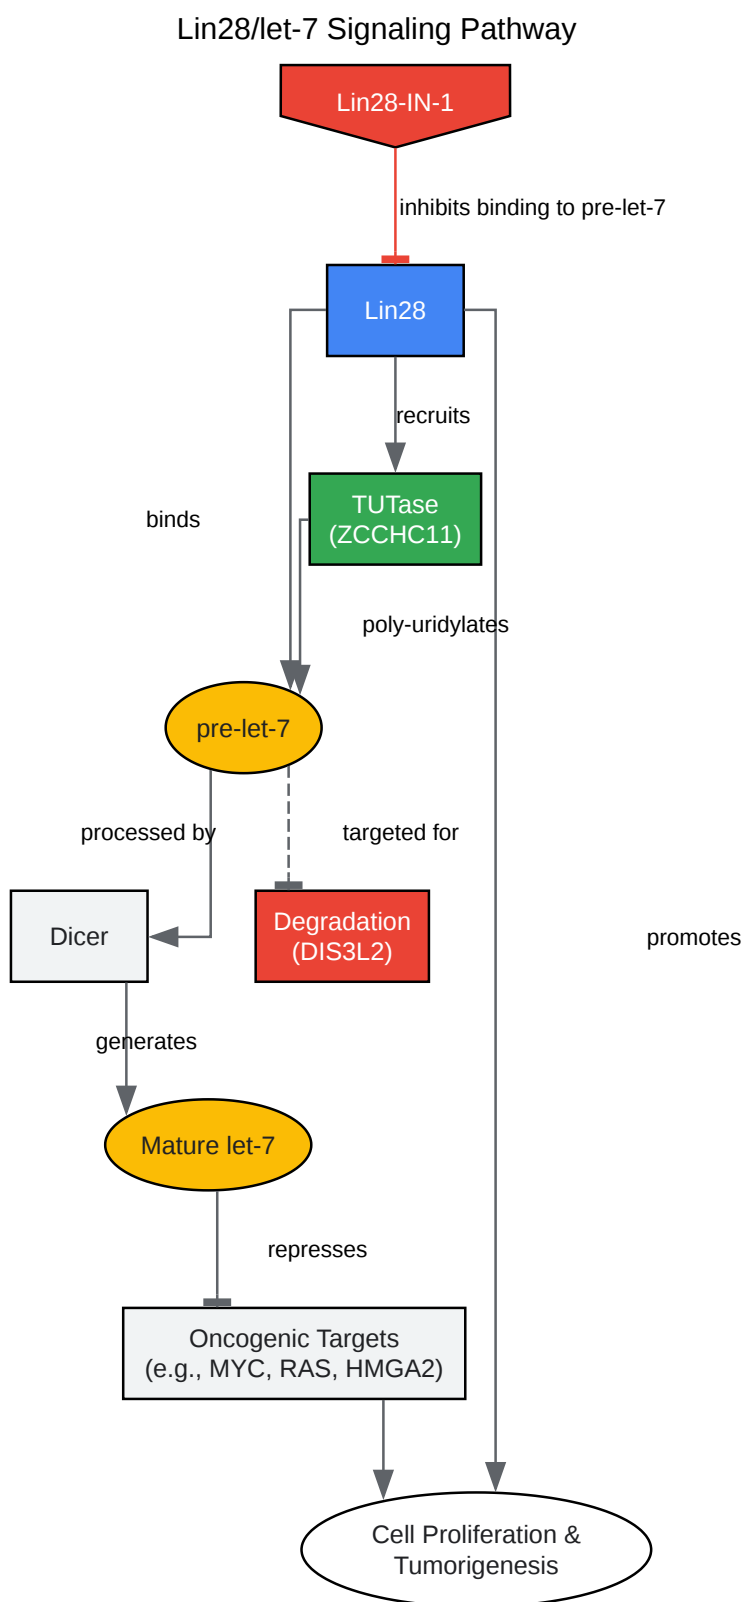 Lin28/let-7 Signaling Pathway
Lin28-IN-1
inhibits binding to pre-let-7
Lin28
recruits
TUTase
(ZCCHC11)
binds
poly-uridylates
pre-let-7
processed by
targeted for
Dicer
Degradation
(DIS3L2)
promotes
generates
Mature let-7
represses
Oncogenic Targets
(e.g., MYC, RAS, HMGA2)
Cell Proliferation &
Tumorigenesis